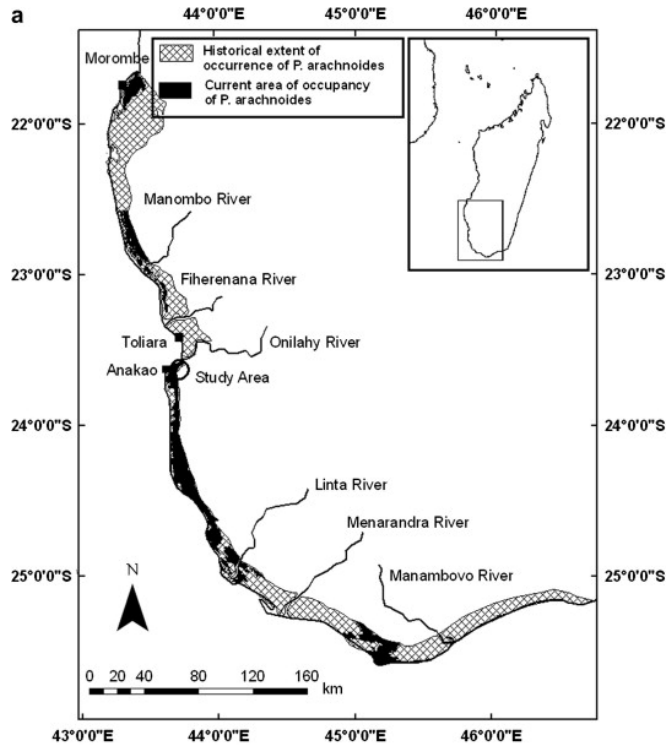 a
44°0'0"E
45°0'0"E
46°0'0"E
Historical extent of
occurrence of P. arachnoides
Current area of occupancy
of P. arachnoides
Morombe
22°0'0"S
22°0'0"S
Manombo River
23°0'0"S
23°0'0"S
Fiherenana River
Toliara
Onilahy River
Anakao
Study Area
24°0'0"S
24°0'0"S
Linta River
Menarandra River
Manambovo River
25°0'0"S
25°0'0"S
N
0 20 40 80 120 160
km
43°0'0"E
44°0'0"E
45°0'0"E
46°0'0"E